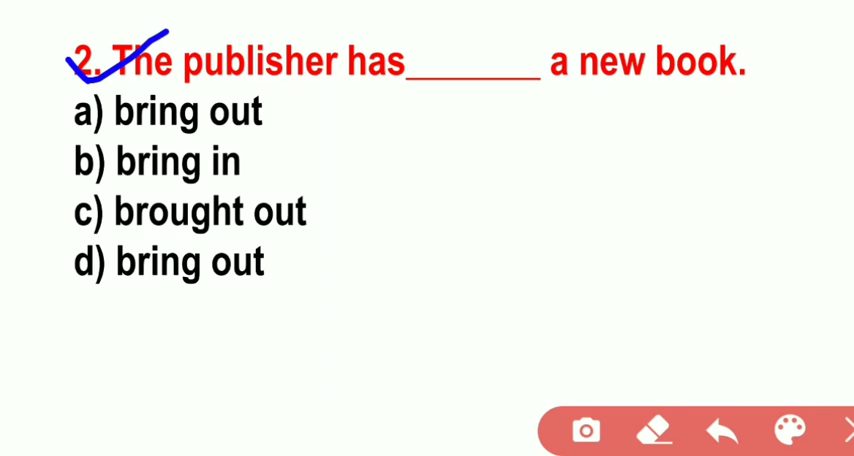 2. The publisher has________ a new book.
a) bring out
b) bring in
c) brought out
d) bring out